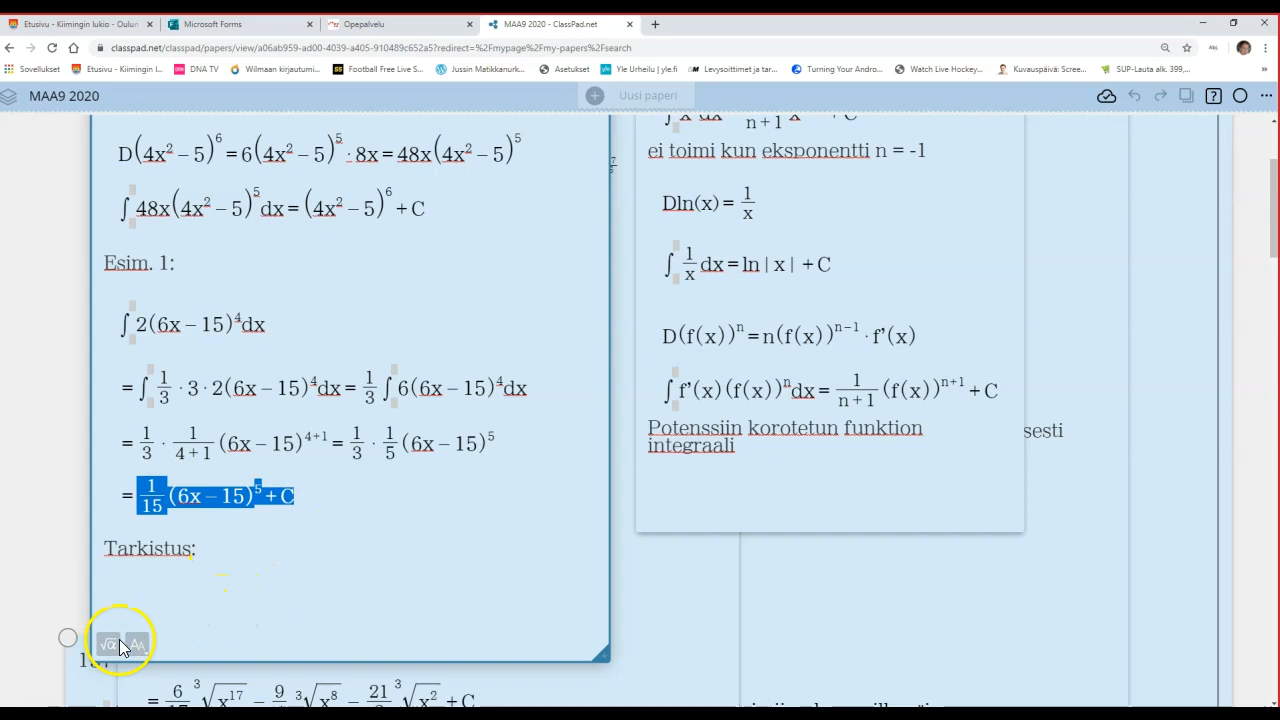 Etusivu - Kiimingin lukio - Oulun
Microsoft Forms
Opepalvelu
MAA9 2020 - ClassPad.net
classpad.net/classpad/papers/view/a06ab959-ad00-4039-a405-910489c652a5?redirect=%2Fmypage%2Fmy-papers%2Fsearch
Sovellukset Etusivu - Kiimingin l... DNA TV Wilmaan kirjautumi... Football Free Live S... Jussin Matikkanurk... Asetukset Yle Urheilu | yle.fi Levysoittimet ja tar... Turning Your Andro... Watch Live Hockey... Kuvauspäivä: Scree... SUP-Lauta alk. 399,...
MAA9 2020
Uusi paperi
D(4x² – 5)⁶ = 6(4x² – 5)⁵ · 8x = 48x(4x² – 5)⁵
∫ 48x(4x² – 5)⁵dx = (4x² – 5)⁶ + C
Esim. 1:
∫ 2(6x – 15)⁴dx
= ∫ 1/3 · 3 · 2(6x – 15)⁴dx = 1/3 ∫ 6(6x – 15)⁴dx
= 1/3 · 1/(4+1) (6x – 15)⁴⁺¹ = 1/3 · 1/5 (6x – 15)⁵
= 1/15 (6x – 15)⁵ + C
Tarkistus:
ei toimi kun eksponentti n = -1
Dln(x) = 1/x
∫ 1/x dx = ln | x | + C
D(f(x))ⁿ = n(f(x))ⁿ⁻¹ · f'(x)
∫ f'(x)(f(x))ⁿdx = 1/(n+1) (f(x))ⁿ⁺¹ + C
Potenssiin korotetun funktion
integraali
sesti